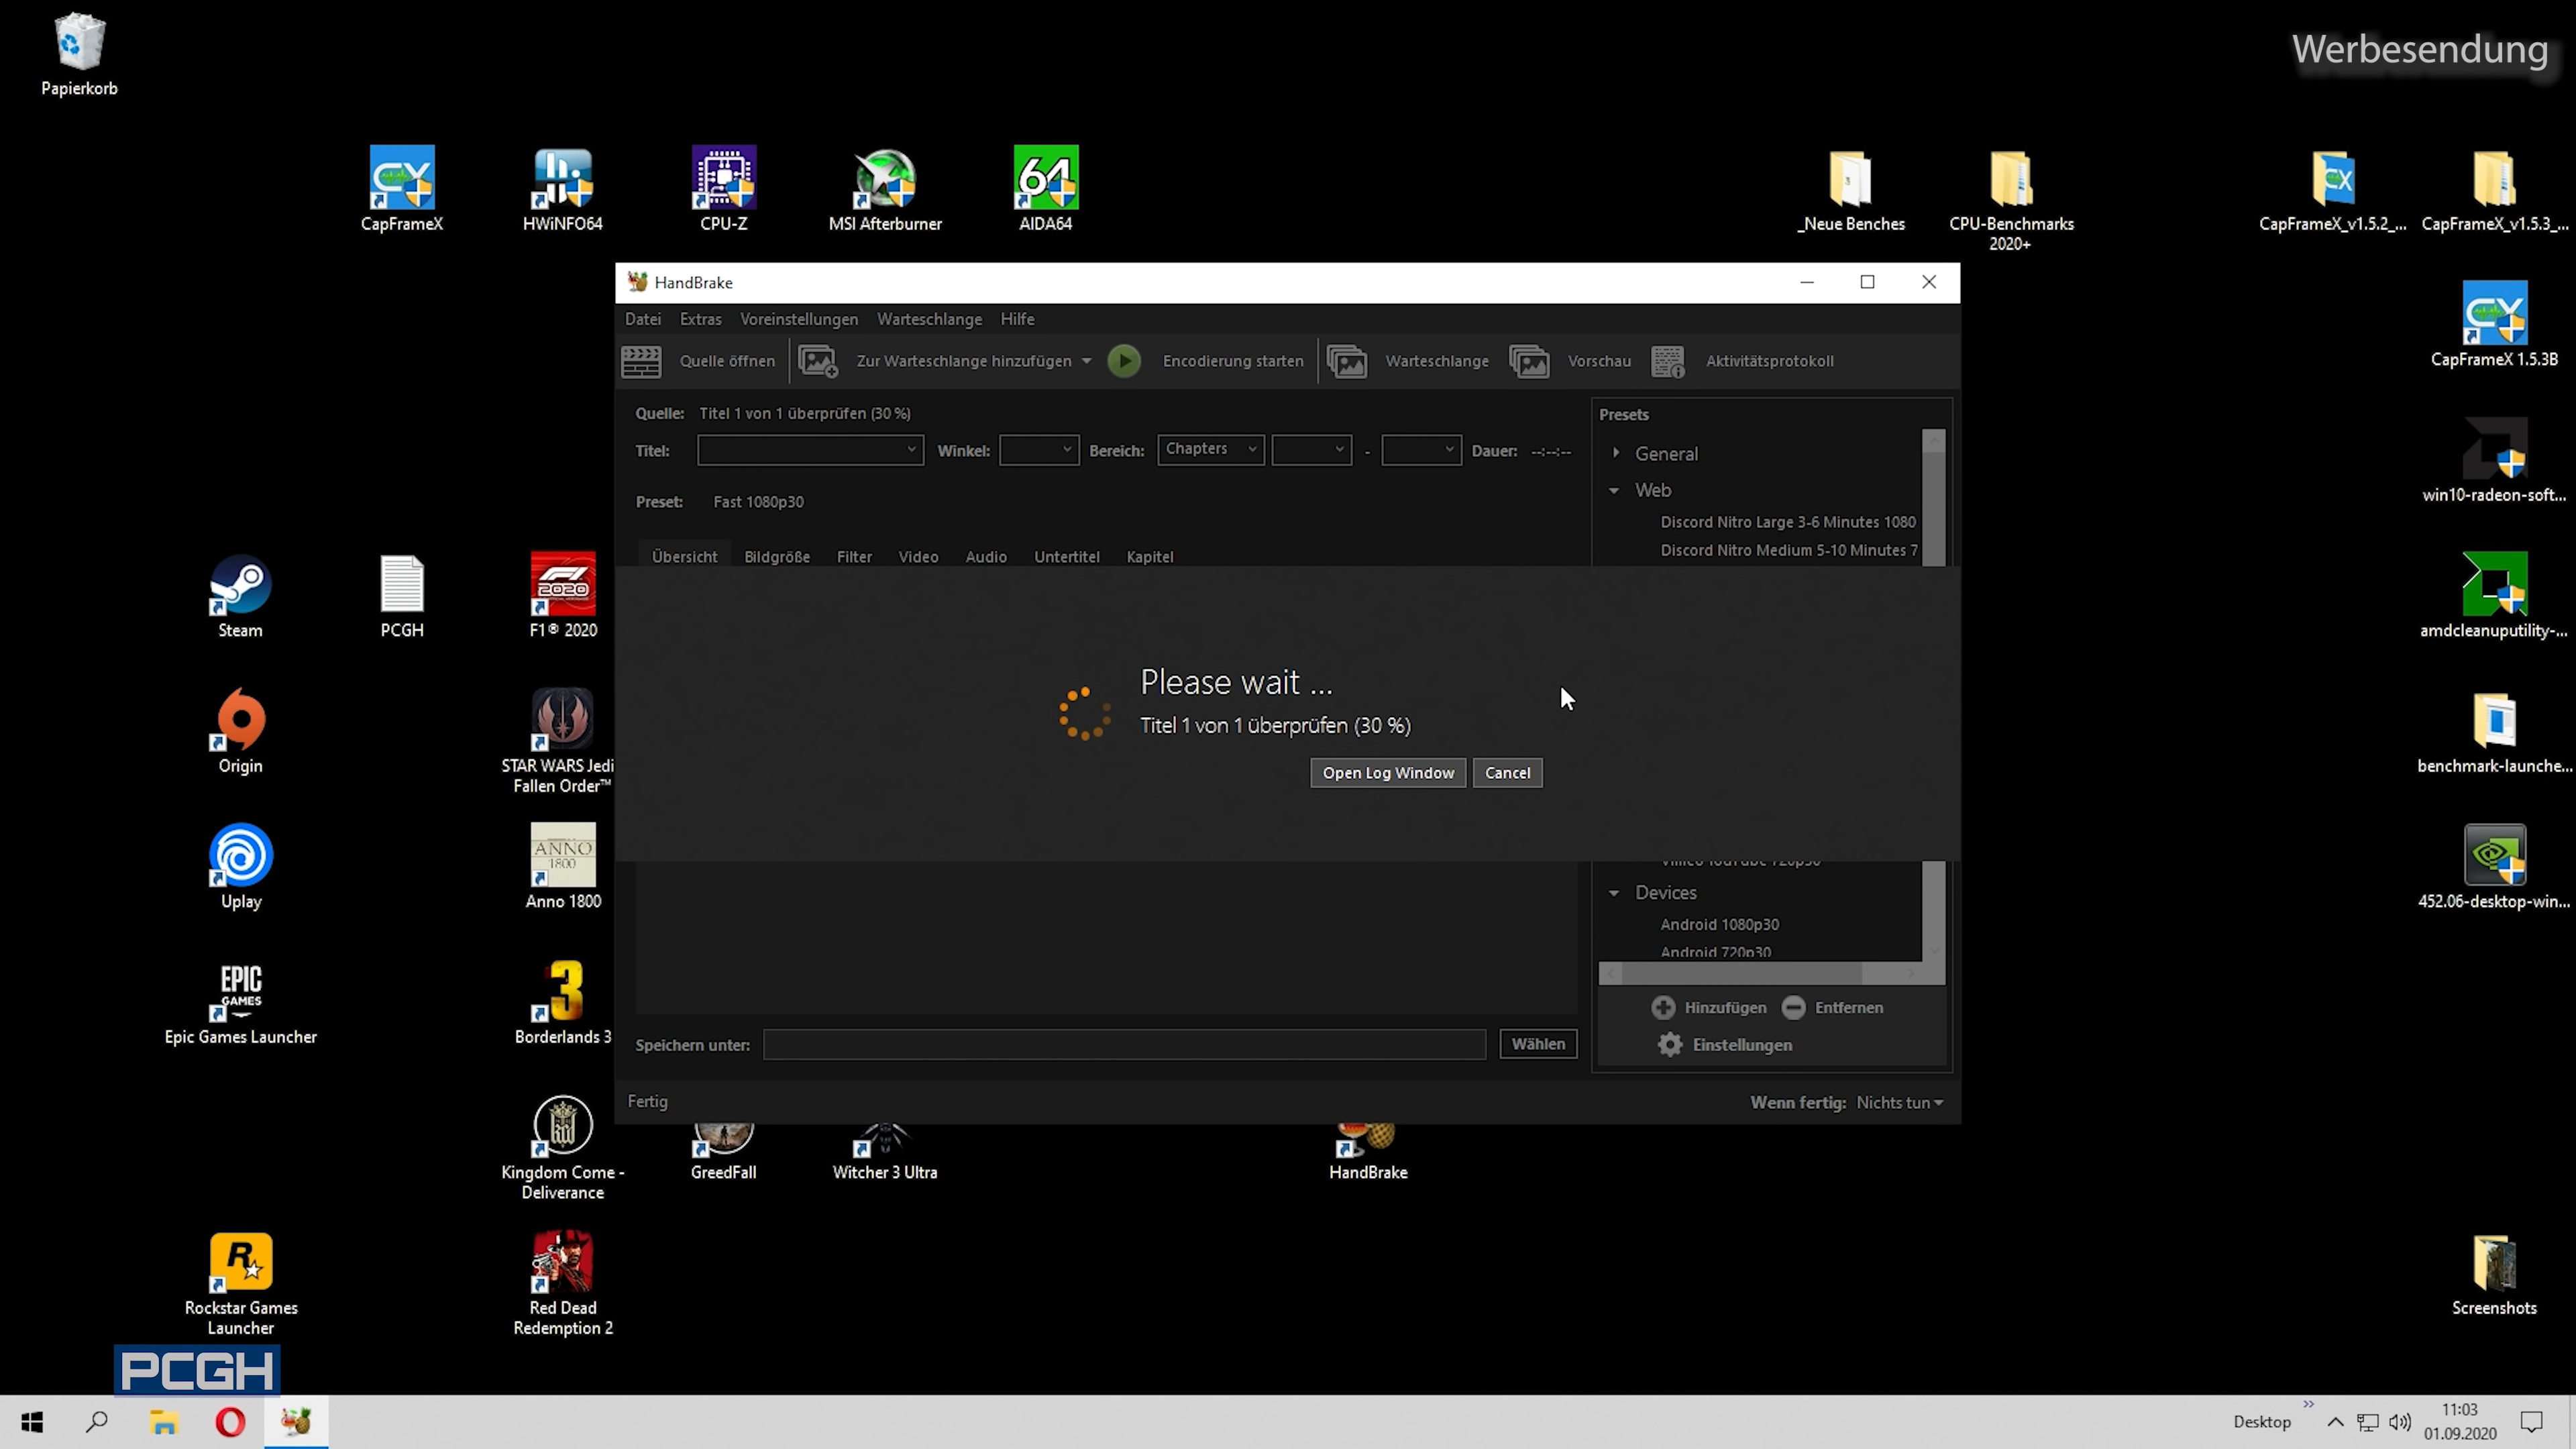 Papierkorb
Werbesendung
CapFrameX
HWiNFO64
CPU-Z
MSI Afterburner
AIDA64
_Neue Benches
CPU-Benchmarks
2020+
CapFrameX_v1.5.2_...
CapFrameX_v1.5.3_...
HandBrake
Datei Extras Voreinstellungen Warteschlange Hilfe
Quelle öffnen Zur Warteschlange hinzufügen Encodierung starten Warteschlange Vorschau Aktivitätsprotokoll
CapFrameX 1.5.3B
Quelle: Titel 1 von 1 überprüfen (30 %)
Titel: Winkel: Bereich: Chapters - Dauer: --:--:--
Preset: Fast 1080p30
Übersicht Bildgröße Filter Video Audio Untertitel Kapitel
Presets
General
Web
Discord Nitro Large 3-6 Minutes 1080
Discord Nitro Medium 5-10 Minutes 7
win10-radeon-soft...
Steam
PCGH
F1® 2020
2020
amdcleanuputility-...
Please wait ...
Titel 1 von 1 überprüfen (30 %)
Open Log Window Cancel
Origin
STAR WARS Jedi
Fallen Order™
benchmark-launche...
Uplay
ANNO
1800
Anno 1800
452.06-desktop-win...
Devices
Android 1080p30
Android 720p30
EPIC
GAMES
Epic Games Launcher
3
Borderlands 3
Hinzufügen Entfernen
Einstellungen
Speichern unter: Wählen
Fertig
Wenn fertig: Nichts tun
Kingdom Come -
Deliverance
GreedFall
Witcher 3 Ultra
HandBrake
Rockstar Games
Launcher
Red Dead
Redemption 2
Screenshots
PCGH
Desktop
11:03
01.09.2020